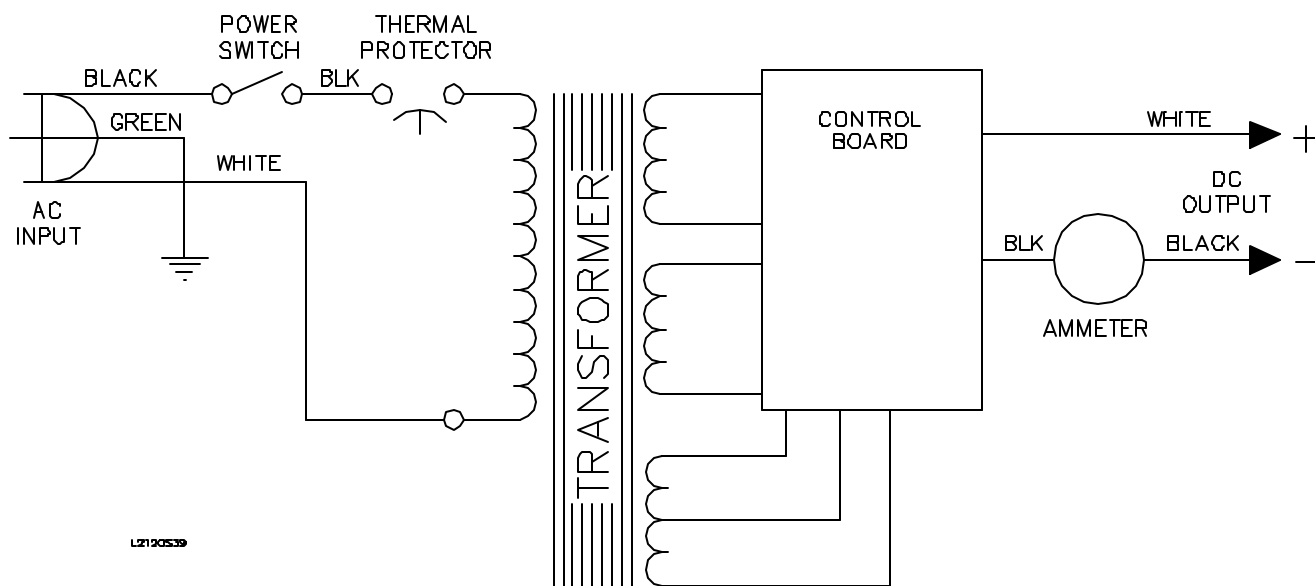 POWER
SWITCH
THERMAL
PROTECTOR
BLACK
BLK
GREEN
WHITE
AC
INPUT
TRANSFORMER
CONTROL
BOARD
WHITE
+
DC
OUTPUT
BLK
BLACK
−
AMMETER